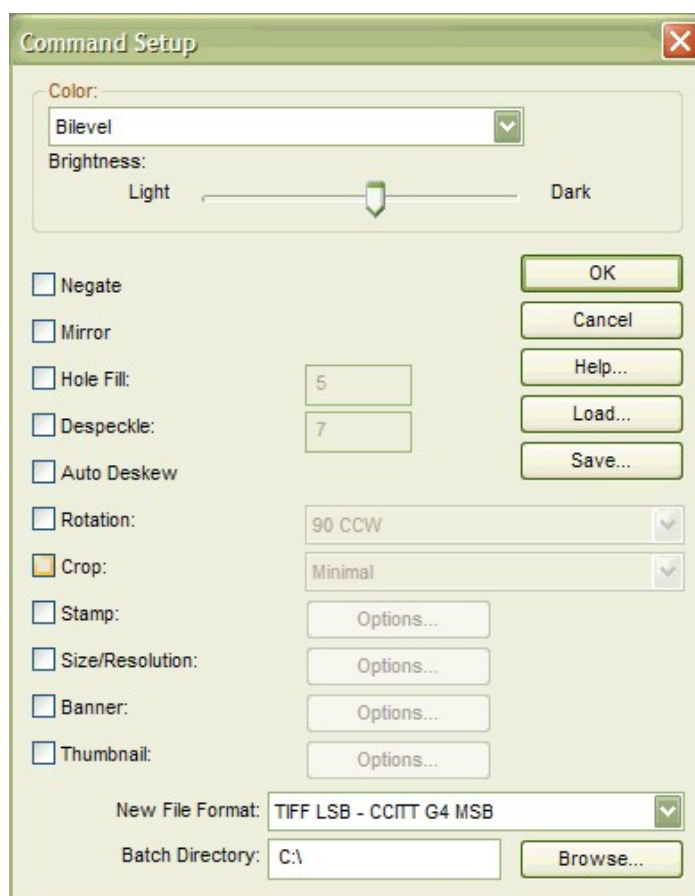 Command Setup
Color:
Bilevel
Brightness:
Light Dark
OK
Negate
Cancel
Mirror
Help...
Hole Fill: 5
Load...
Despeckle: 7
Save...
Auto Deskew
Rotation: 90 CCW
Crop: Minimal
Stamp: Options...
Size/Resolution: Options...
Banner: Options...
Thumbnail: Options...
New File Format: TIFF LSB - CCITT G4 MSB
Batch Directory: C:\ Browse...